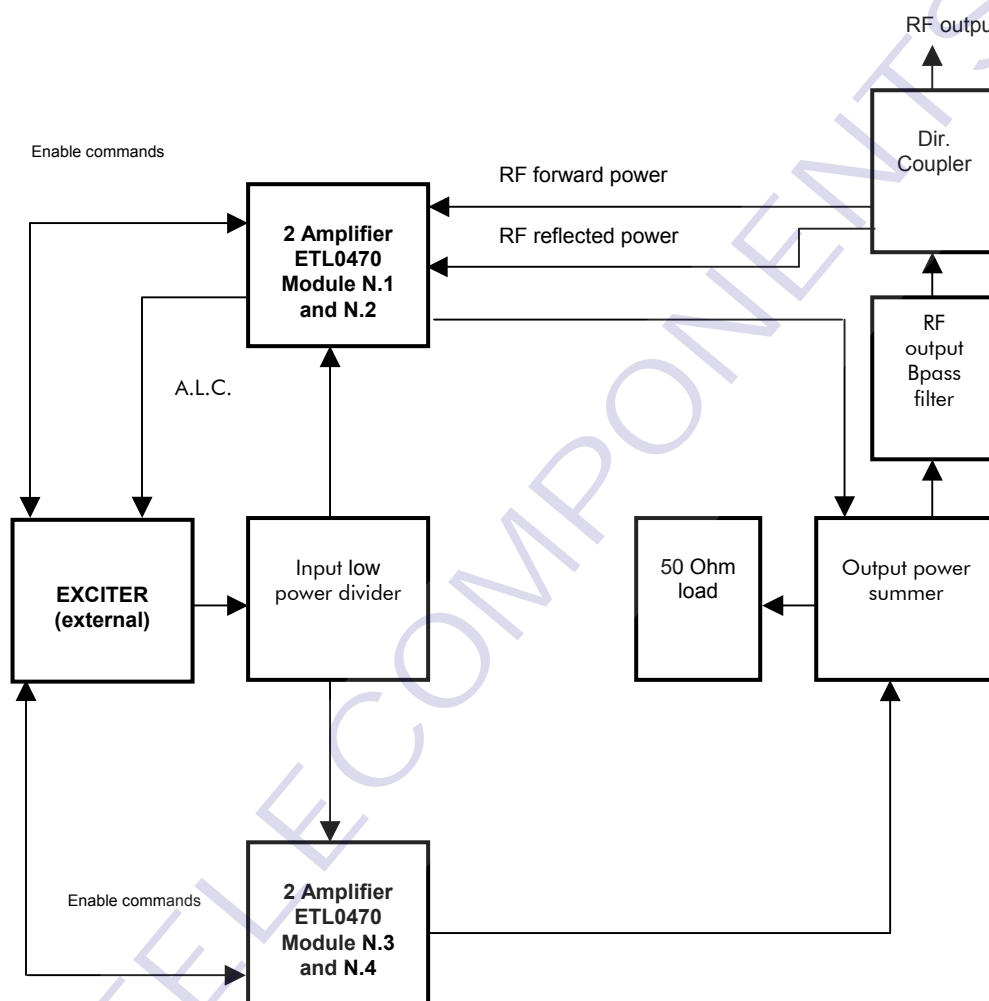 RF outpu
Dir.
Coupler
Enable commands
RF forward power
2 Amplifier
ETL0470
Module N.1
and N.2
RF reflected power
RF
output
Bpass
filter
A.L.C.
EXCITER
(external)
Input low
power divider
50 Ohm
load
Output power
summer
Enable commands
2 Amplifier
ETL0470
Module N.3
and N.4
TELECOMPONENTS